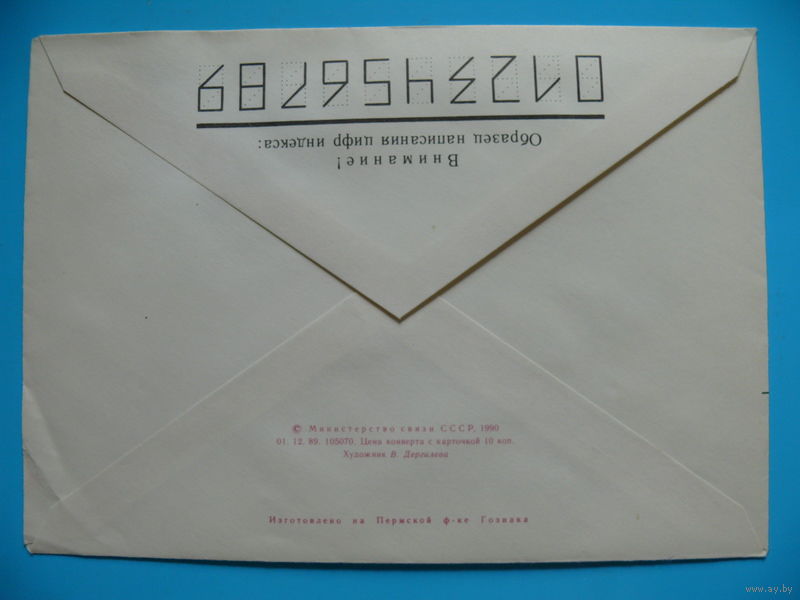 Внимание!
Образец написания цифр индекса:
0123456789
© Министерство связи СССР, 1990
01. 12. 89. 105070. Цена конверта с карточкой 10 коп.
Художник В. Дергилева
Изготовлено на Пермской ф-ке Гознака
www.ay.by